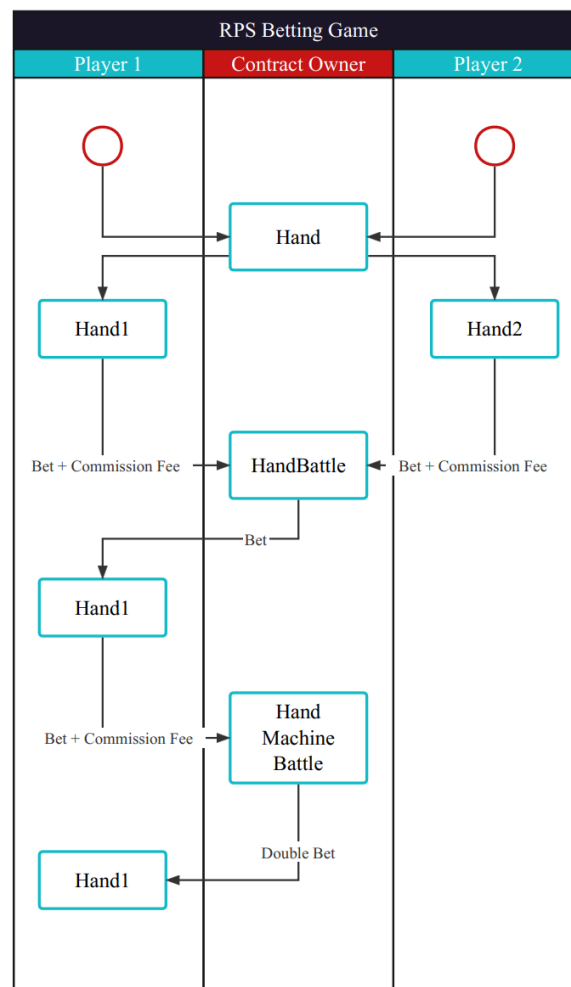 RPS Betting Game
Player 1
Contract Owner
Player 2
Hand
Hand1
Hand2
Bet + Commission Fee
HandBattle
Bet + Commission Fee
Bet
Hand1
Bet + Commission Fee
Hand
Machine
Battle
Double Bet
Hand1